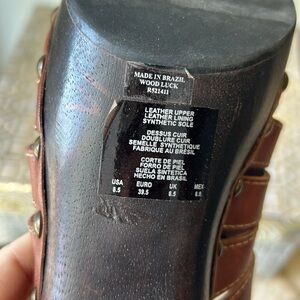 MADE IN BRAZIL
WOOD LUCK
R521411
LEATHER UPPER
LEATHER LINING
SYNTHETIC SOLE
DESSUS CUIR
DOUBLURE CUIR
SEMELLE SYNTHETIQUE
FABRIQUE AU BRÉSIL
CORTE DE PIEL
FORRO DE PIEL
SUELA SINTETICA
HECHO EN BRASIL
USA EURO UK MEX
8.5 39.5 6.5 6.5